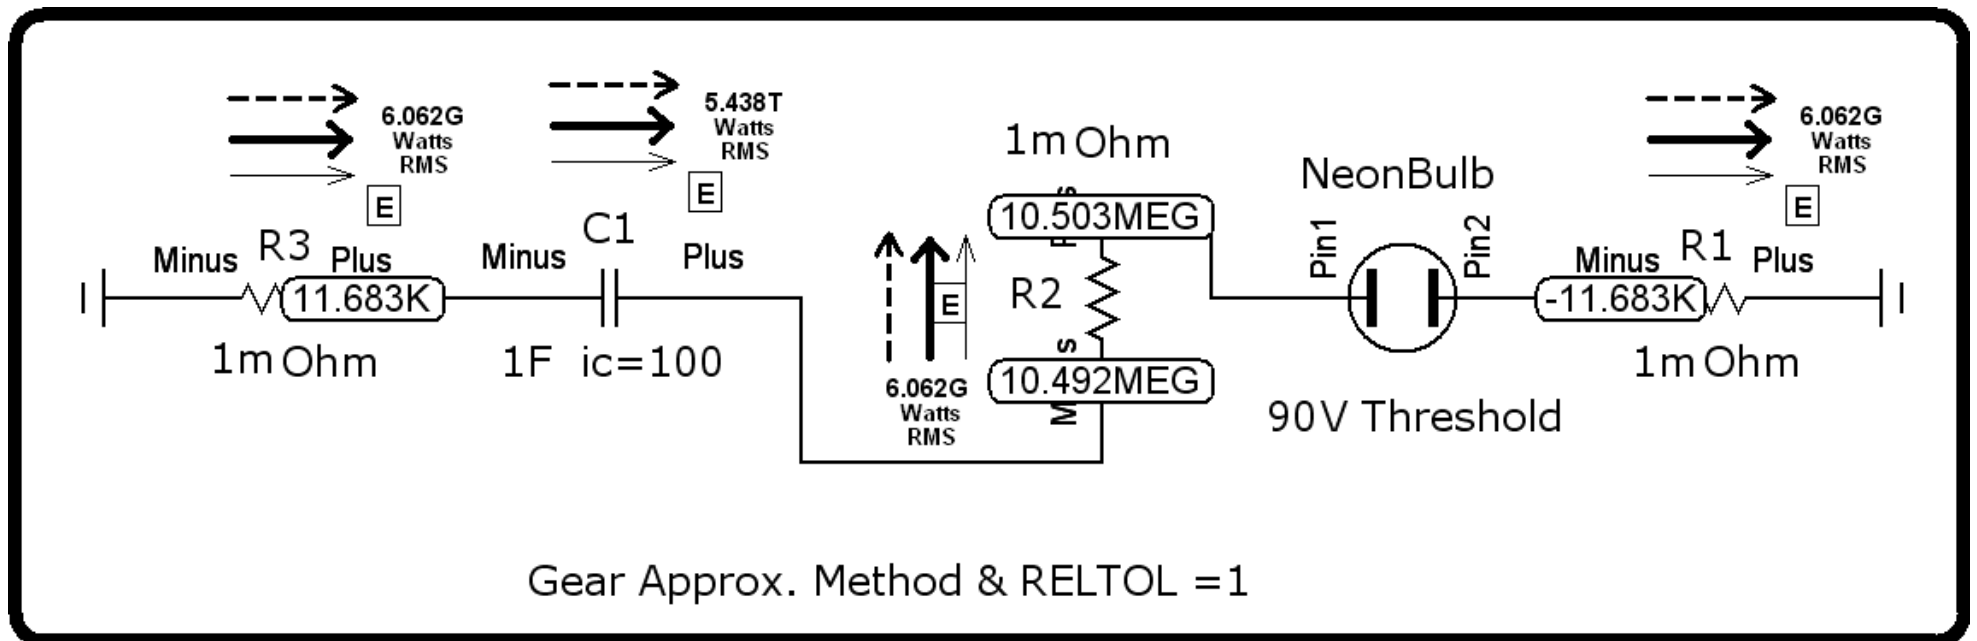 6.062G
Watts
RMS
E
5.438T
Watts
RMS
E
6.062G
Watts
RMS
E
1m Ohm
NeonBulb
10.503MEG
Minus R3 Plus
Minus C1 Plus
Pin1
Pin2
Minus R1 Plus
11.683K
E
R2
-11.683K
1m Ohm
1F ic=100
10.492MEG
1m Ohm
6.062G
Watts
RMS
90V Threshold
Gear Approx. Method & RELTOL =1